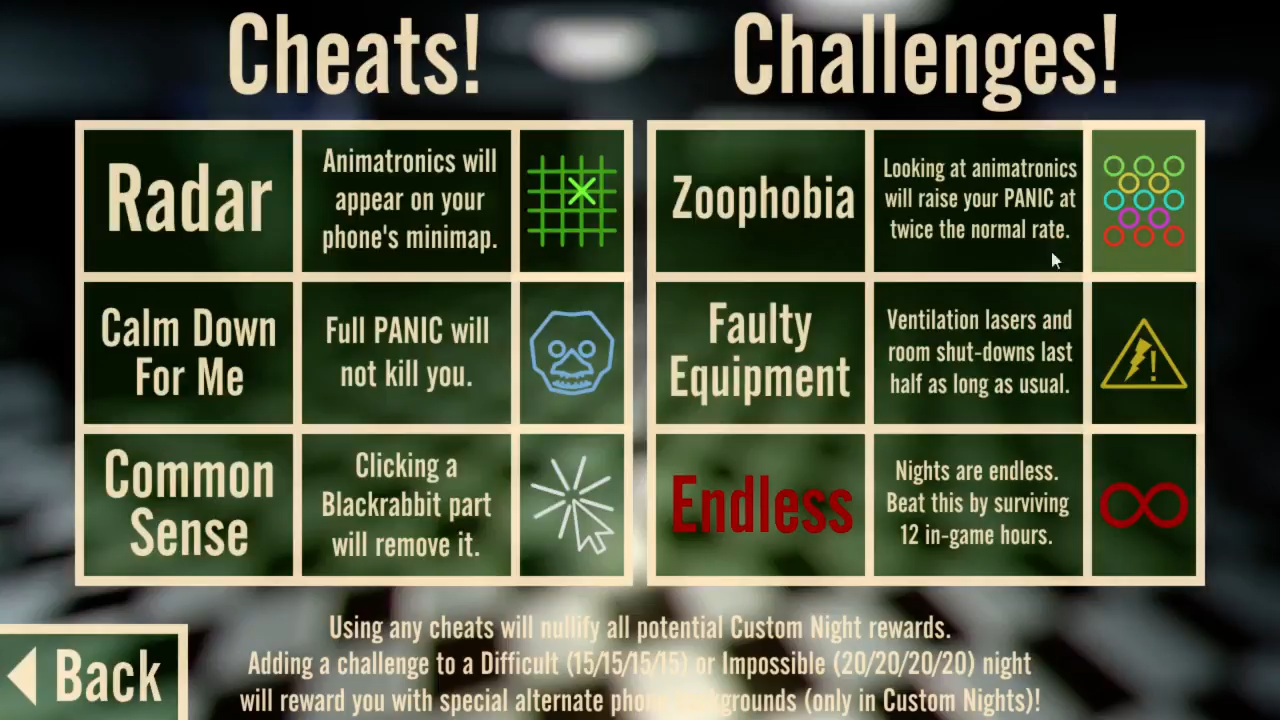 Cheats!
Radar
Animatronics will
appear on your
phone's minimap.
Calm Down
For Me
Full PANIC will
not kill you.
Common
Sense
Clicking a
Blackrabbit part
will remove it.
Challenges!
Zoophobia
Looking at animatronics
will raise your PANIC at
twice the normal rate.
Faulty
Equipment
Ventilation lasers and
room shut-downs last
half as long as usual.
!
Endless
Nights are endless.
Beat this by surviving
12 in-game hours.
Using any cheats will nullify all potential Custom Night rewards.
Adding a challenge to a Difficult (15/15/15/15) or Impossible (20/20/20/20) night
will reward you with special alternate phone backgrounds (only in Custom Nights)!
Back